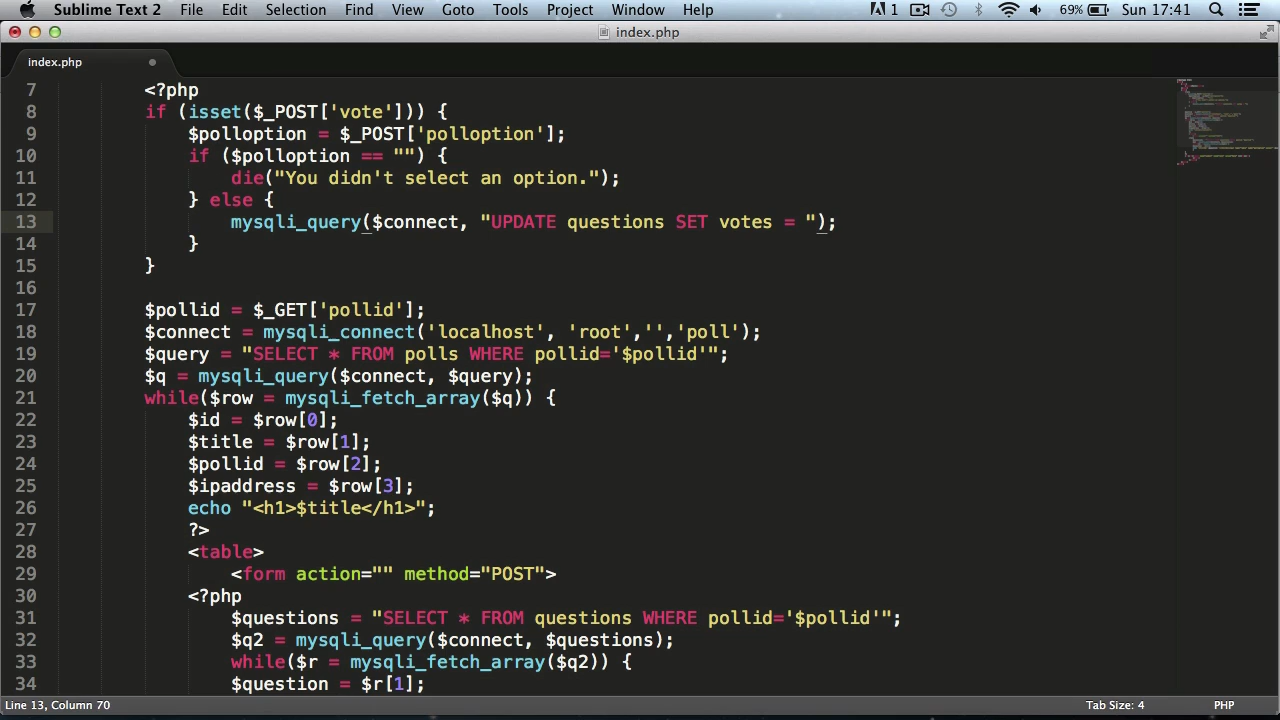 Sublime Text 2 File Edit Selection Find View Goto Tools Project Window Help 1 69% Sun 17:41
index.php
index.php
7 <?php
8 if (isset($_POST['vote'])) {
9 $polloption = $_POST['polloption'];
10 if ($polloption == "") {
11 die("You didn't select an option.");
12 } else {
13 mysqli_query($connect, "UPDATE questions SET votes = ");
14 }
15 }
16
17 $pollid = $_GET['pollid'];
18 $connect = mysqli_connect('localhost', 'root','','poll');
19 $query = "SELECT * FROM polls WHERE pollid='$pollid'";
20 $q = mysqli_query($connect, $query);
21 while($row = mysqli_fetch_array($q)) {
22 $id = $row[0];
23 $title = $row[1];
24 $pollid = $row[2];
25 $ipaddress = $row[3];
26 echo "<h1>$title</h1>";
27 ?>
28 <table>
29 <form action="" method="POST">
30 <?php
31 $questions = "SELECT * FROM questions WHERE pollid='$pollid'";
32 $q2 = mysqli_query($connect, $questions);
33 while($r = mysqli_fetch_array($q2)) {
34 $question = $r[1];
Line 13, Column 70 Tab Size: 4 PHP